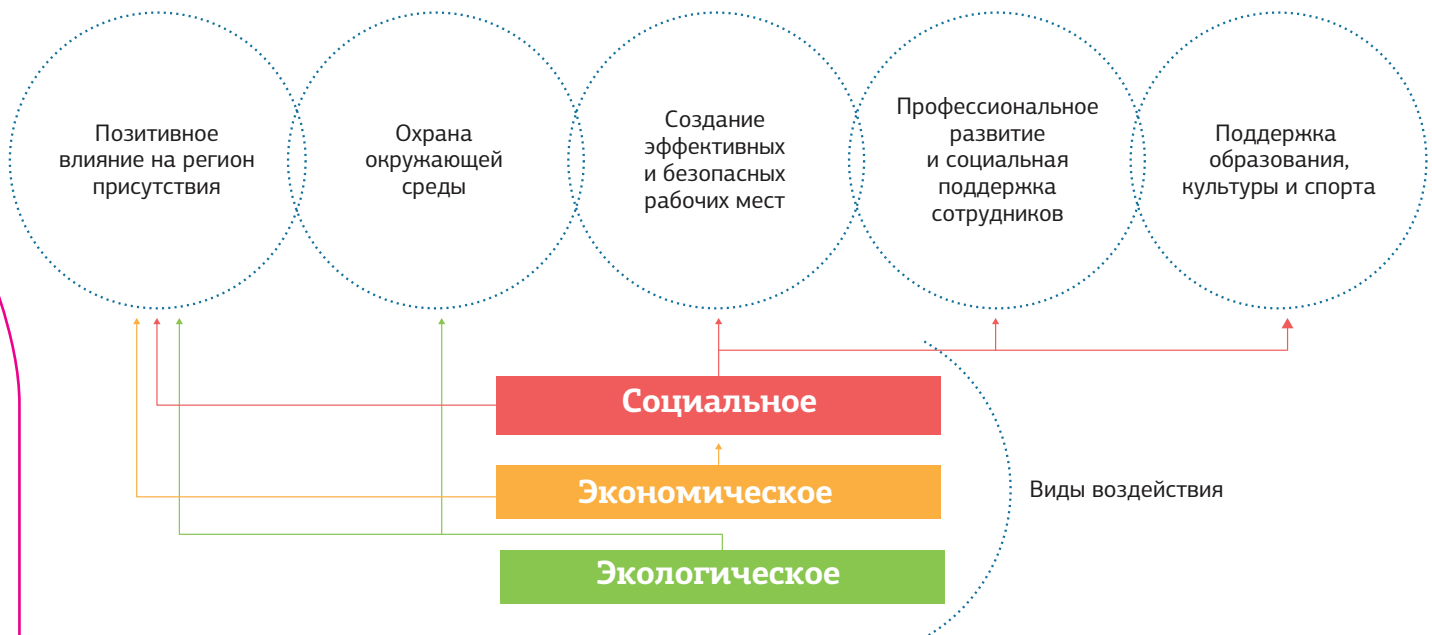 Позитивное
влияние на регион
присутствия
Охрана
окружающей
среды
Создание
эффективных
и безопасных
рабочих мест
Профессиональное
развитие
и социальная
поддержка
сотрудников
Поддержка
образования,
культуры и спорта
Социальное
Экономическое
Экологическое
Виды воздействия